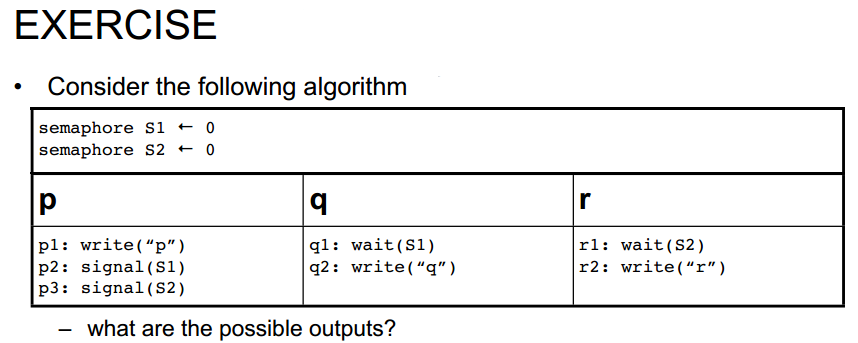 EXERCISE
• Consider the following algorithm
semaphore S1 ← 0
semaphore S2 ← 0
p
q
r
p1: write(“p”)
p2: signal(S1)
p3: signal(S2)
q1: wait(S1)
q2: write(“q”)
r1: wait(S2)
r2: write(“r”)
– what are the possible outputs?